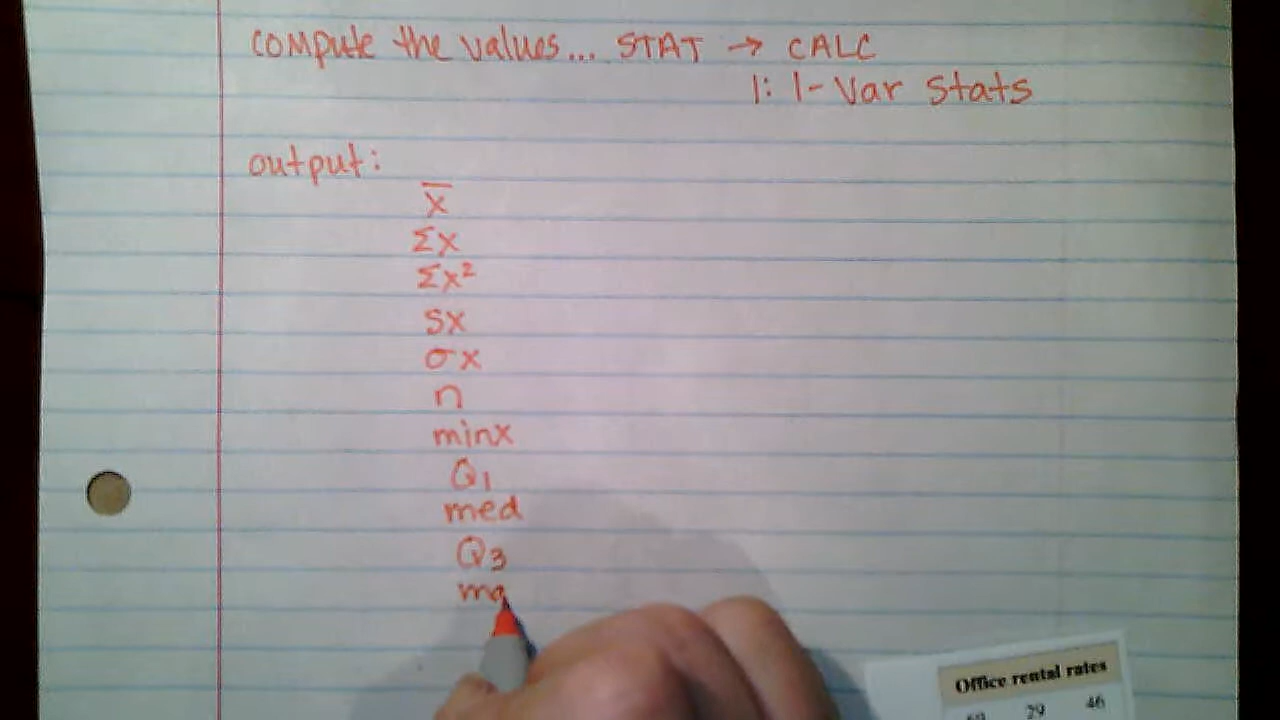 compute the values... STAT → CALC
1: 1-Var Stats
output:
x̄
Σx
Σx²
sx
σx
n
minx
Q₁
med
Q₃
ma
Office rental rates
29 46